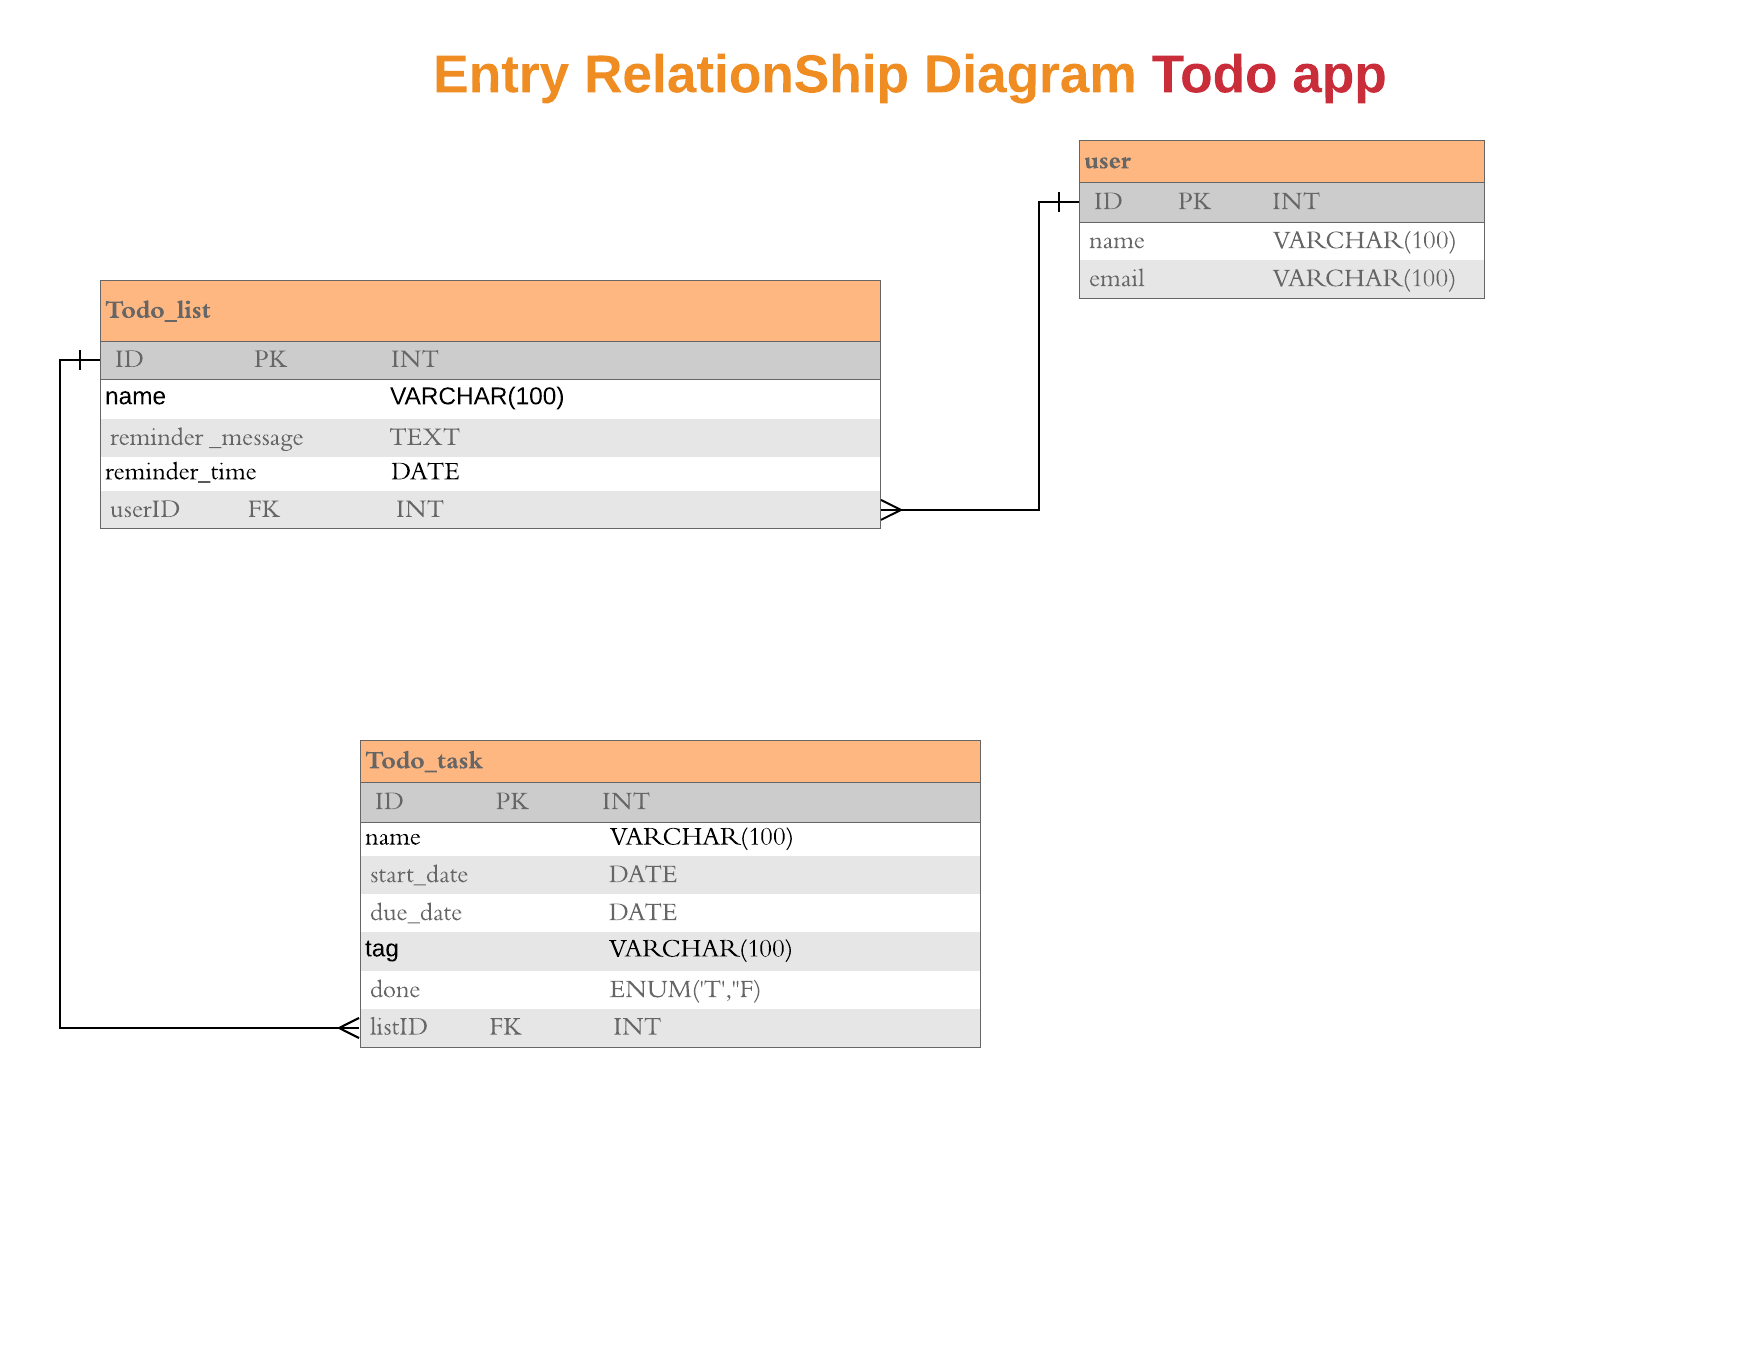 Entry RelationShip Diagram Todo app
user
ID PK INT
name VARCHAR(100)
email VARCHAR(100)
Todo_list
ID PK INT
name VARCHAR(100)
reminder _message TEXT
reminder_time DATE
userID FK INT
Todo_task
ID PK INT
name VARCHAR(100)
start_date DATE
due_date DATE
tag VARCHAR(100)
done ENUM('T',"F)
listID FK INT